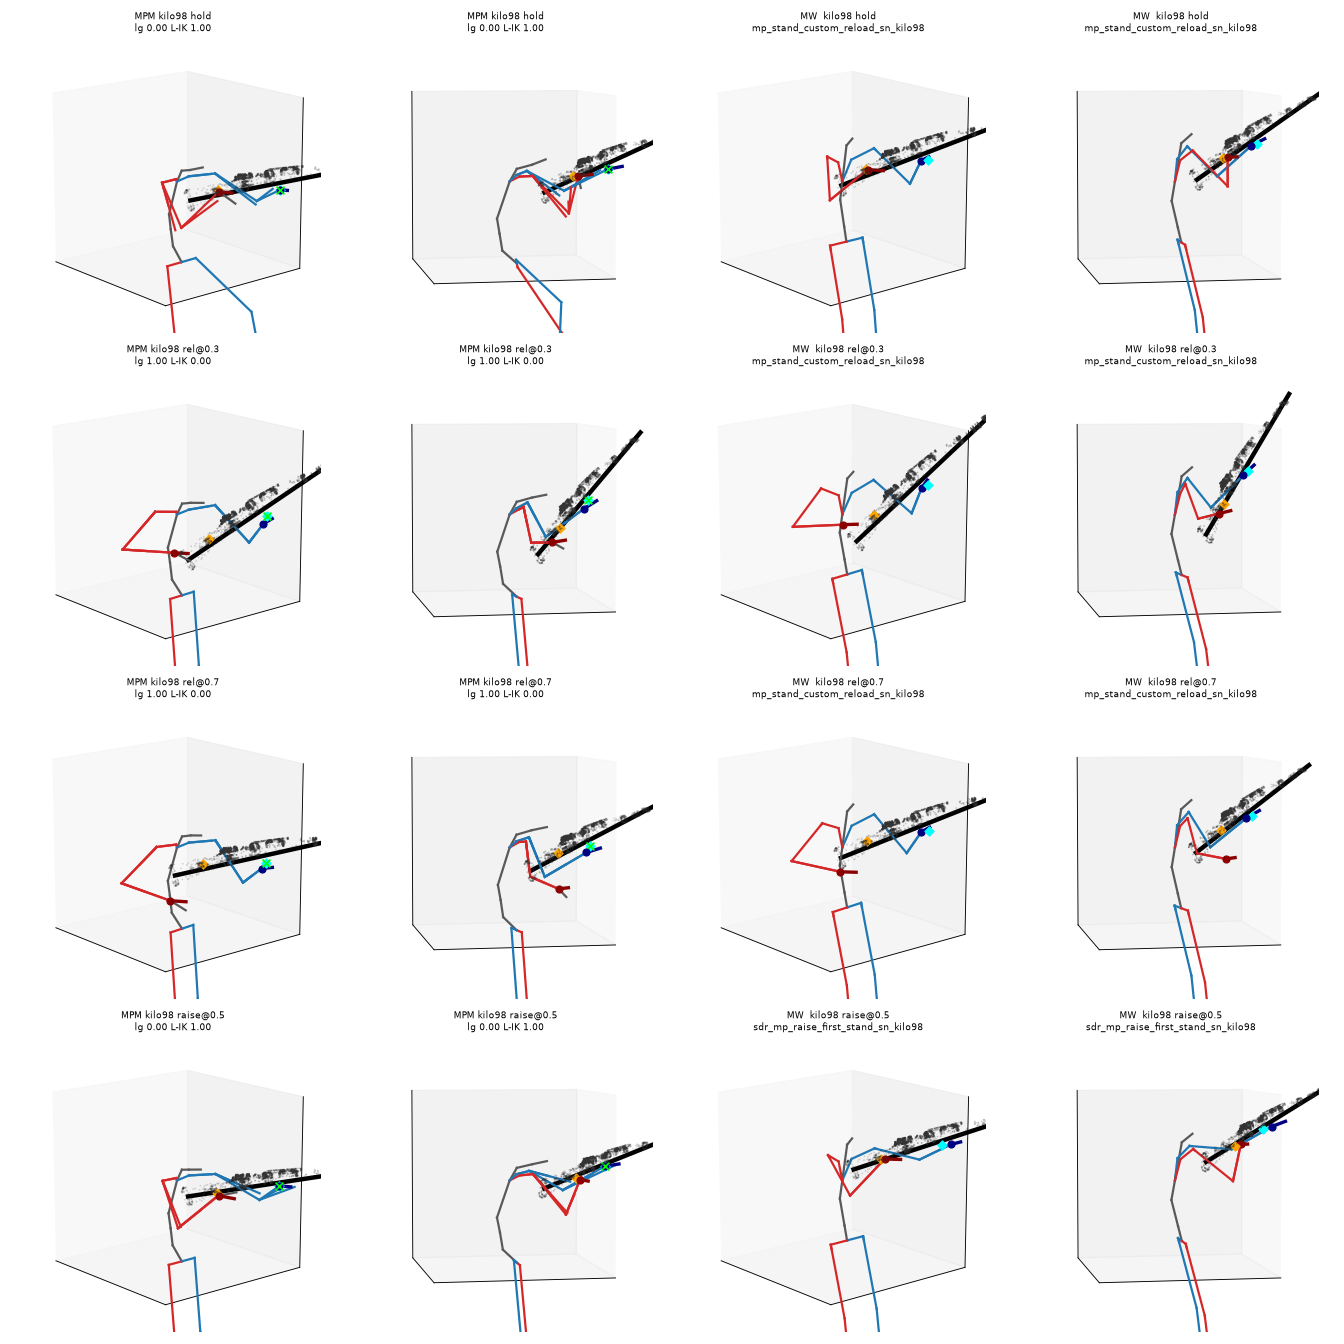 MPM kilo98 hold
lg 0.00 L-IK 1.00
MPM kilo98 hold
lg 0.00 L-IK 1.00
MW  kilo98 hold
mp_stand_custom_reload_sn_kilo98
MW  kilo98 hold
mp_stand_custom_reload_sn_kilo98
MPM kilo98 rel@0.3
lg 1.00 L-IK 0.00
MPM kilo98 rel@0.3
lg 1.00 L-IK 0.00
MW  kilo98 rel@0.3
mp_stand_custom_reload_sn_kilo98
MW  kilo98 rel@0.3
mp_stand_custom_reload_sn_kilo98
MPM kilo98 rel@0.7
lg 1.00 L-IK 0.00
MPM kilo98 rel@0.7
lg 1.00 L-IK 0.00
MW  kilo98 rel@0.7
mp_stand_custom_reload_sn_kilo98
MW  kilo98 rel@0.7
mp_stand_custom_reload_sn_kilo98
MPM kilo98 raise@0.5
lg 0.00 L-IK 1.00
MPM kilo98 raise@0.5
lg 0.00 L-IK 1.00
MW  kilo98 raise@0.5
sdr_mp_raise_first_stand_sn_kilo98
MW  kilo98 raise@0.5
sdr_mp_raise_first_stand_sn_kilo98